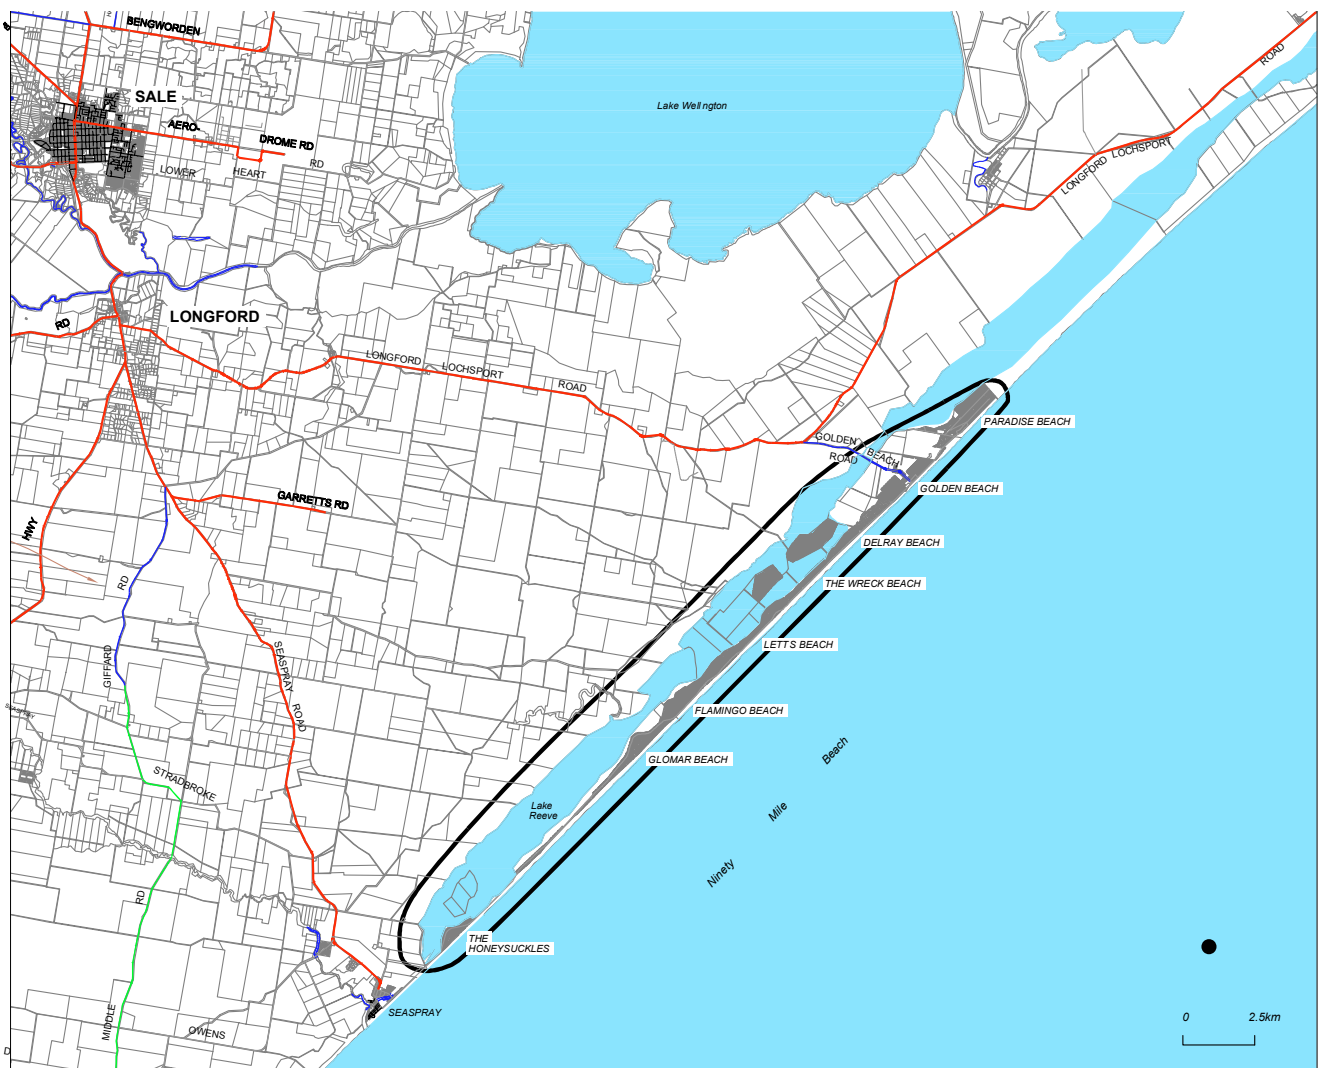 BENGWORDEN
SALE
Lake Wellngton
ROAD
AERO-
DROME RD
LOWER HEART RD
LONGFORD LOCHSPORT
LONGFORD
RD
LONGFORD LOCHSPORT ROAD
PARADISE BEACH
GOLDEN BEACH
ROAD
GOLDEN BEACH
GARRETTS RD
HWY
DELRAY BEACH
THE WRECK BEACH
RD
GIFFARD
SEASPRAY ROAD
LETTS BEACH
SEASPRAY
FLAMINGO BEACH
GLOMAR BEACH
Ninety Mile Beach
STRADBROKE
Lake
Reeve
RD
THE
HONEYSUCKLES
SEASPRAY
MIDDLE
OWENS
0 2.5km
D